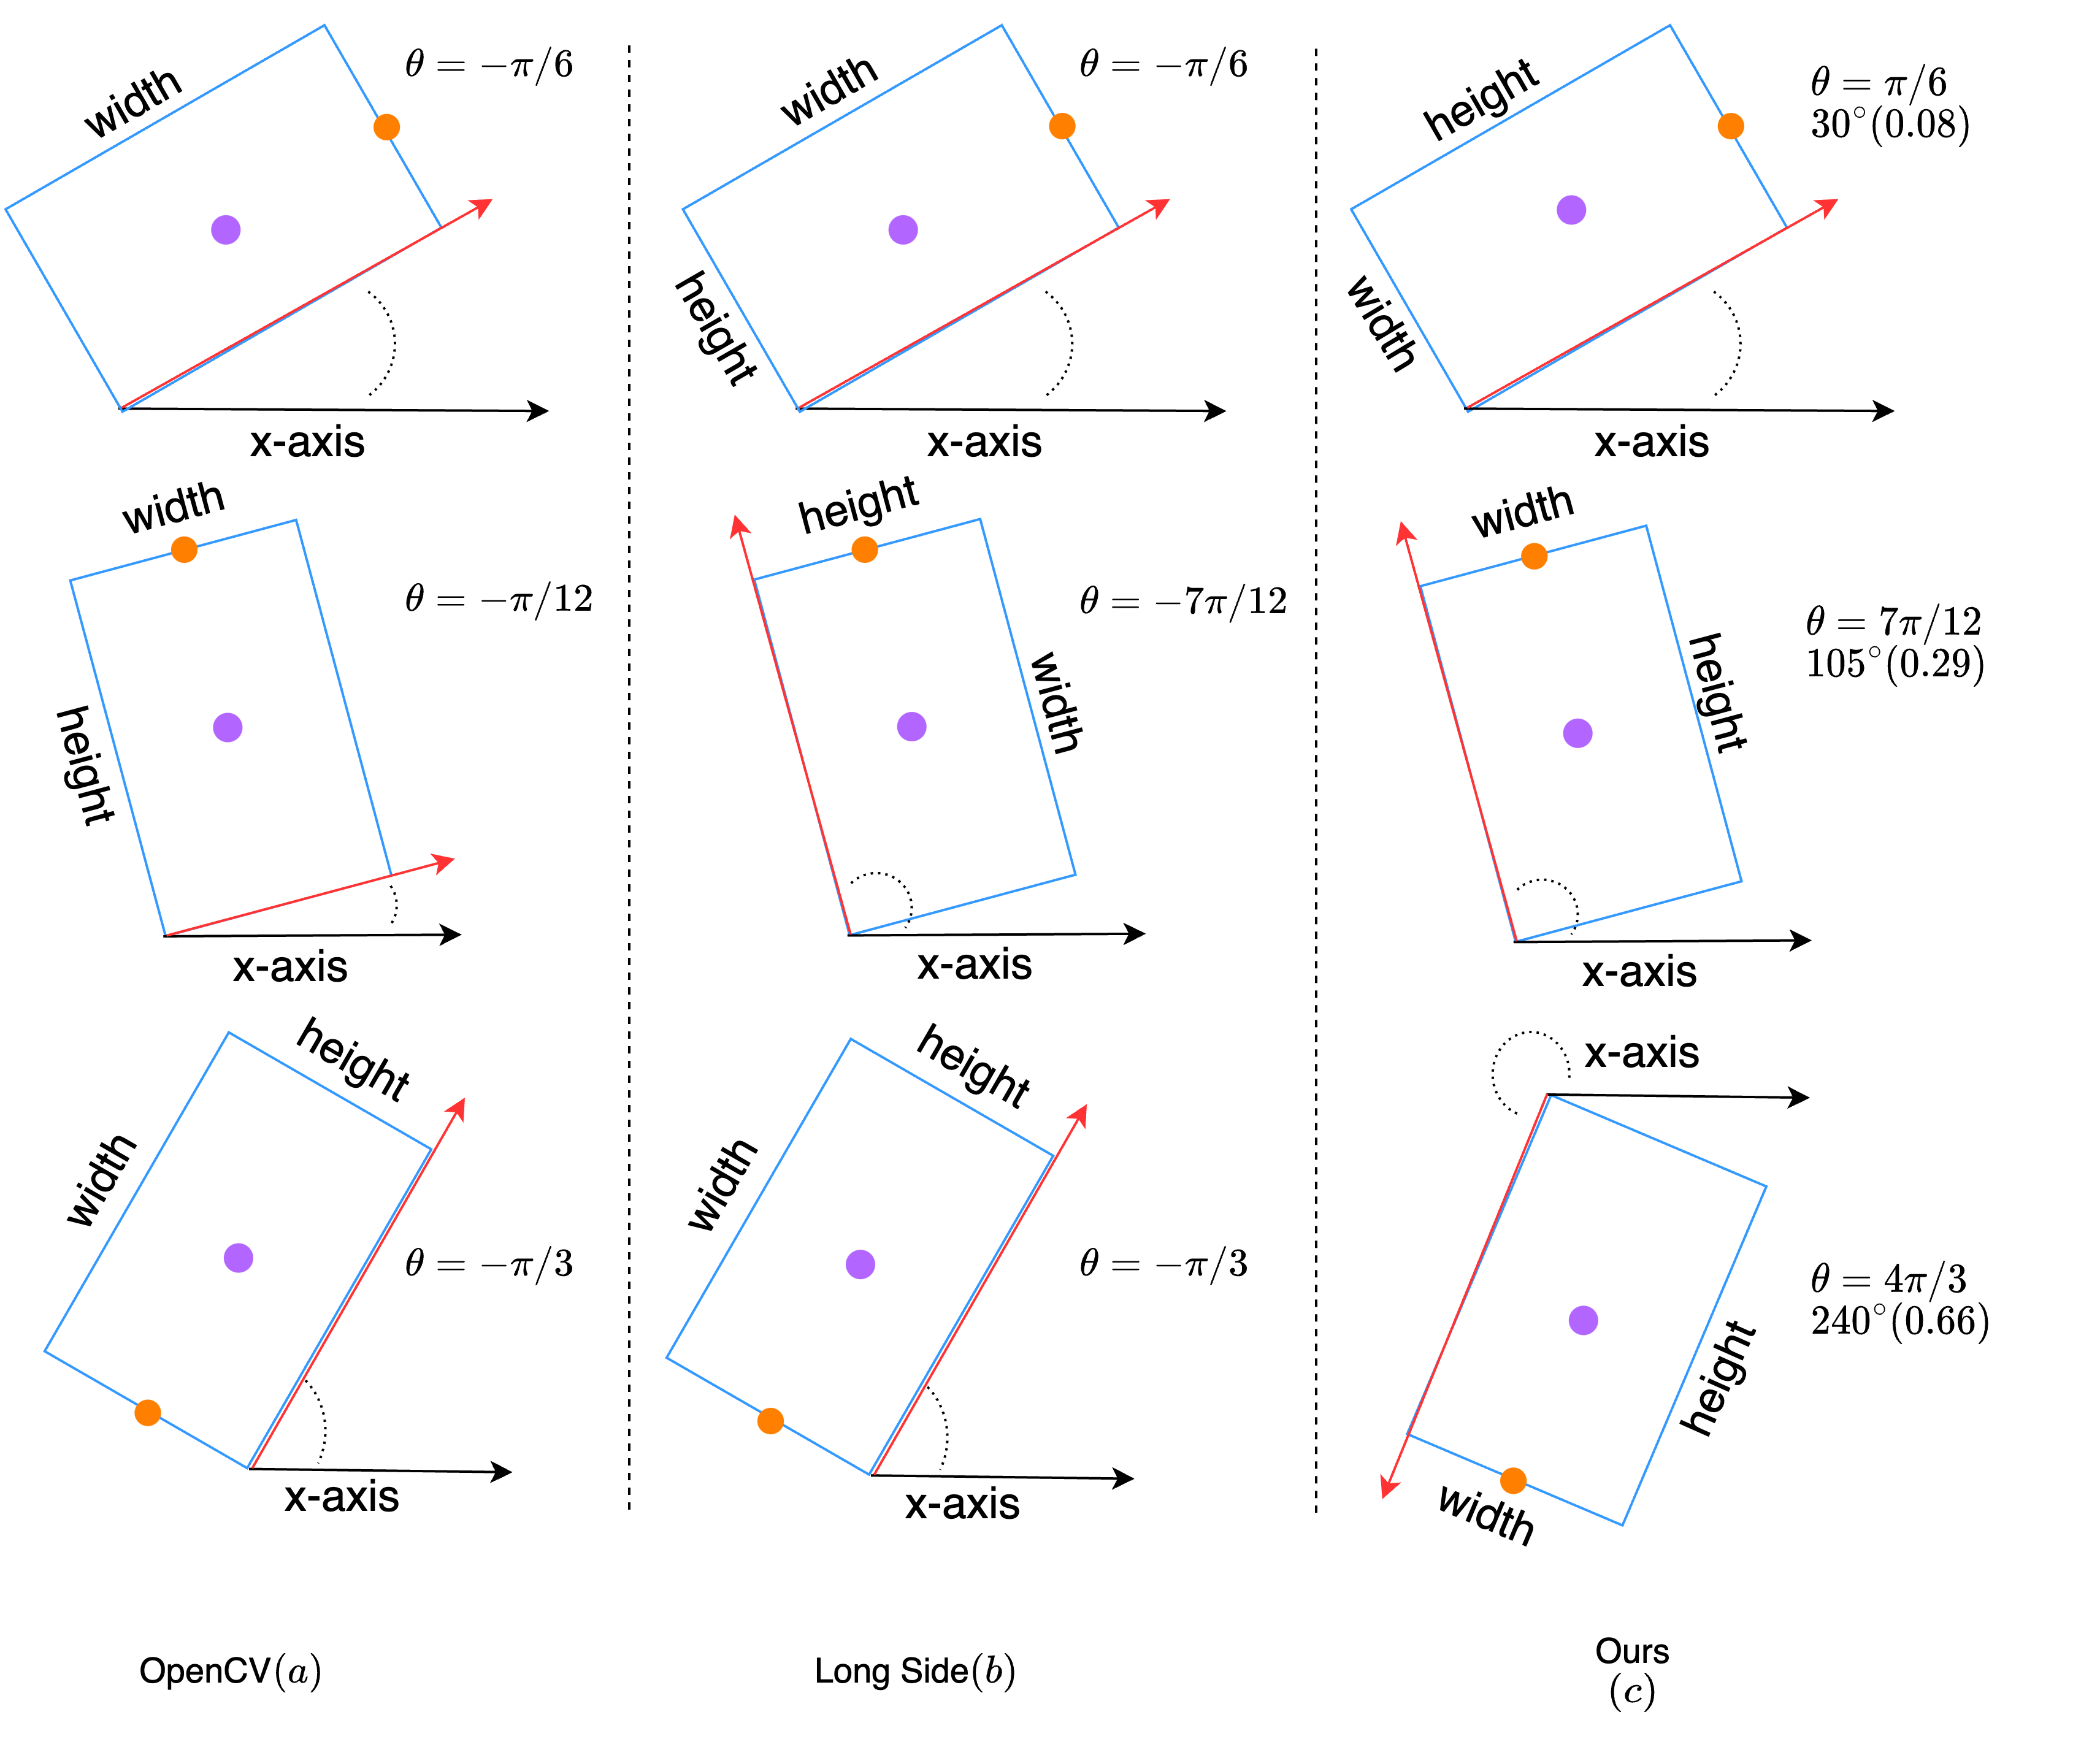 width
θ = −π/6
x-axis
width
θ = −π/6
height
x-axis
height
θ = π/6
30°(0.08)
width
x-axis
width
θ = −π/12
height
x-axis
height
θ = −7π/12
width
x-axis
width
θ = 7π/12
105°(0.29)
height
x-axis
height
width
θ = −π/3
x-axis
height
width
θ = −π/3
x-axis
x-axis
θ = 4π/3
240°(0.66)
height
width
OpenCV(a)
Long Side(b)
Ours
(c)